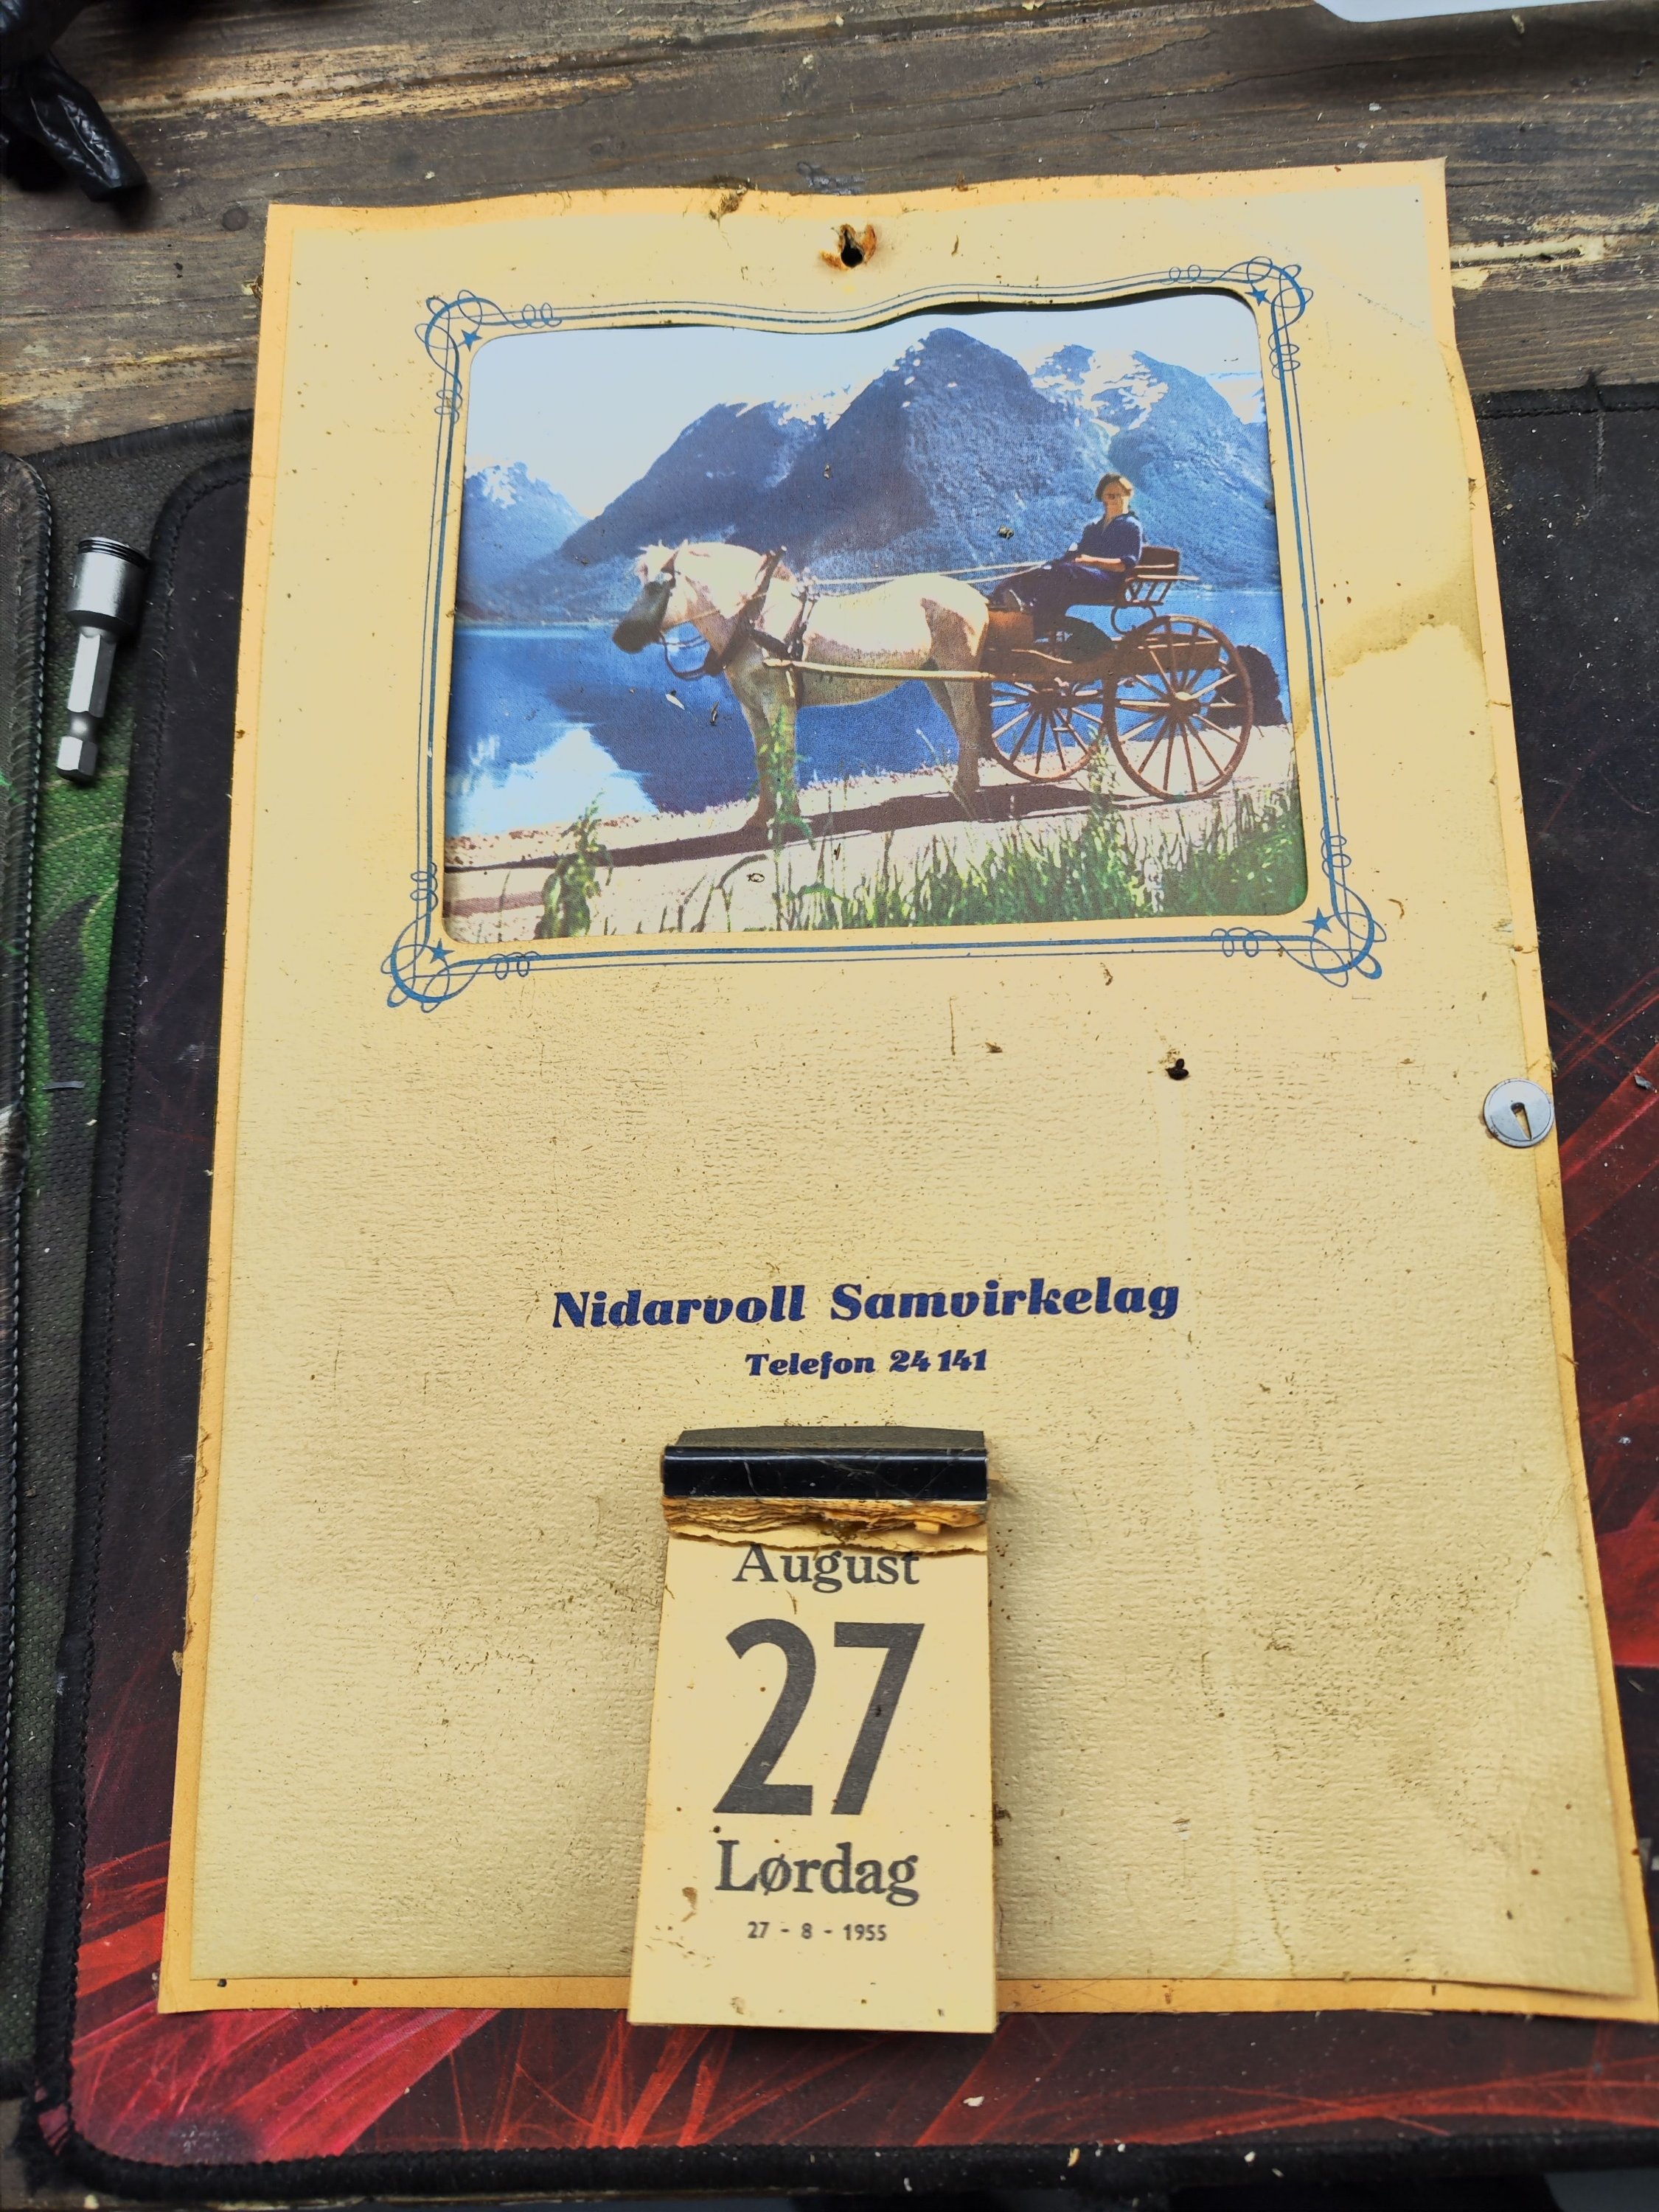 Nidarvoll Samvirkelag
Telefon 24 141
August
27
Lørdag
27 - 8 - 1955